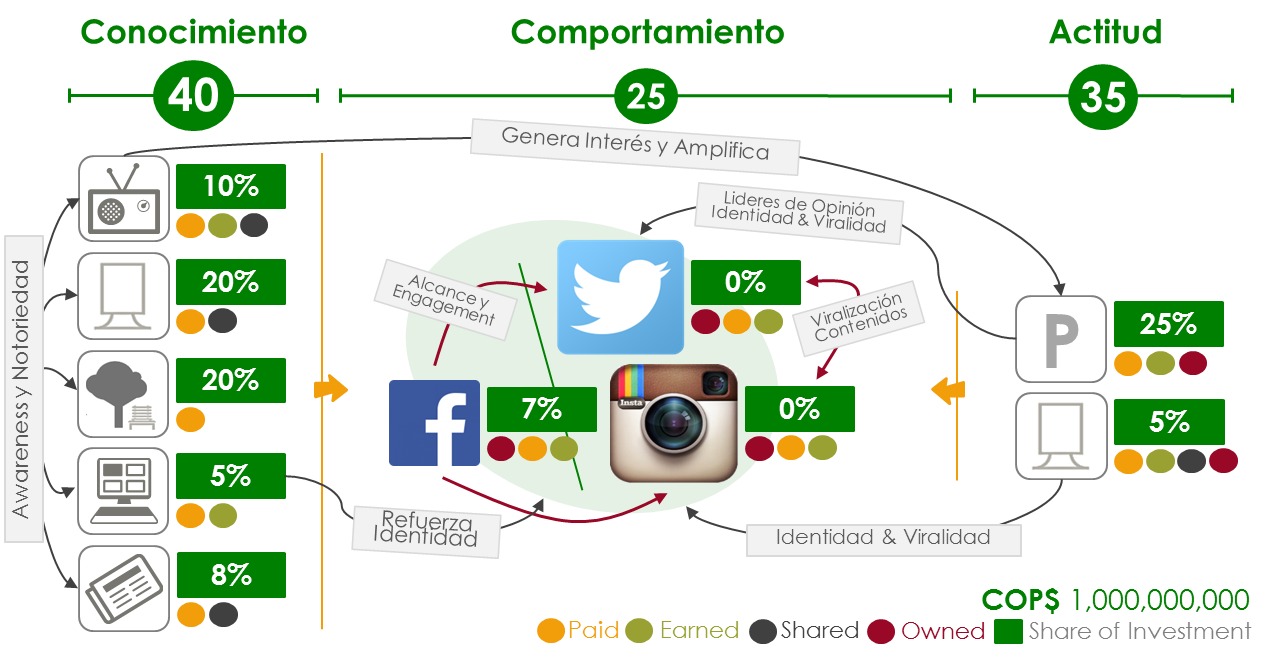 Conocimiento
Comportamiento
Actitud
40
25
35
Genera Interés y Amplifica
Lideres de Opinión
Identidad & Viralidad
Awareness y Notoriedad
10%
20%
20%
5%
8%
Alcance y
Engagement
0%
Viralización
Contenidos
7%
Insta
0%
Refuerza
Identidad
P
25%
5%
Identidad & Viralidad
COP$ 1,000,000,000
Paid
Earned
Shared
Owned
Share of Investment